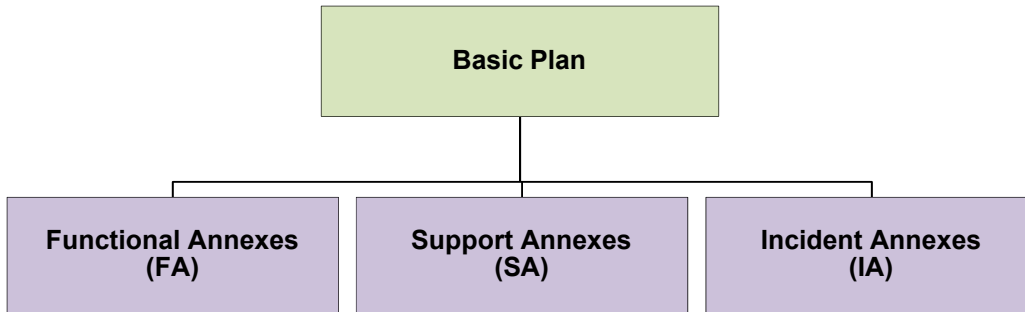 Basic Plan
Functional Annexes
(FA)
Support Annexes
(SA)
Incident Annexes
(IA)